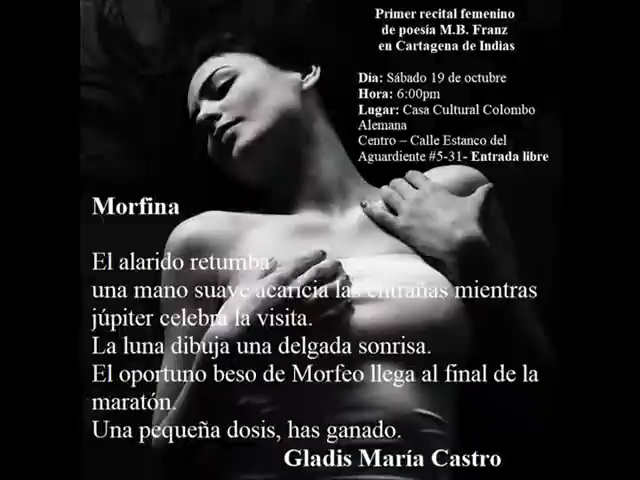 Primer recital femenino
de poesía M.B. Franz
en Cartagena de Indias
Día: Sábado 19 de octubre
Hora: 6:00pm
Lugar: Casa Cultural Colombo
Alemana
Centro – Calle Estanco del
Aguardiente #5-31- Entrada libre
Morfina
El alarido retumba
una mano suave acaricia las entrañas mientras
júpiter celebra la visita.
La luna dibuja una delgada sonrisa.
El oportuno beso de Morfeo llega al final de la
maratón.
Una pequeña dosis, has ganado.
Gladis María Castro